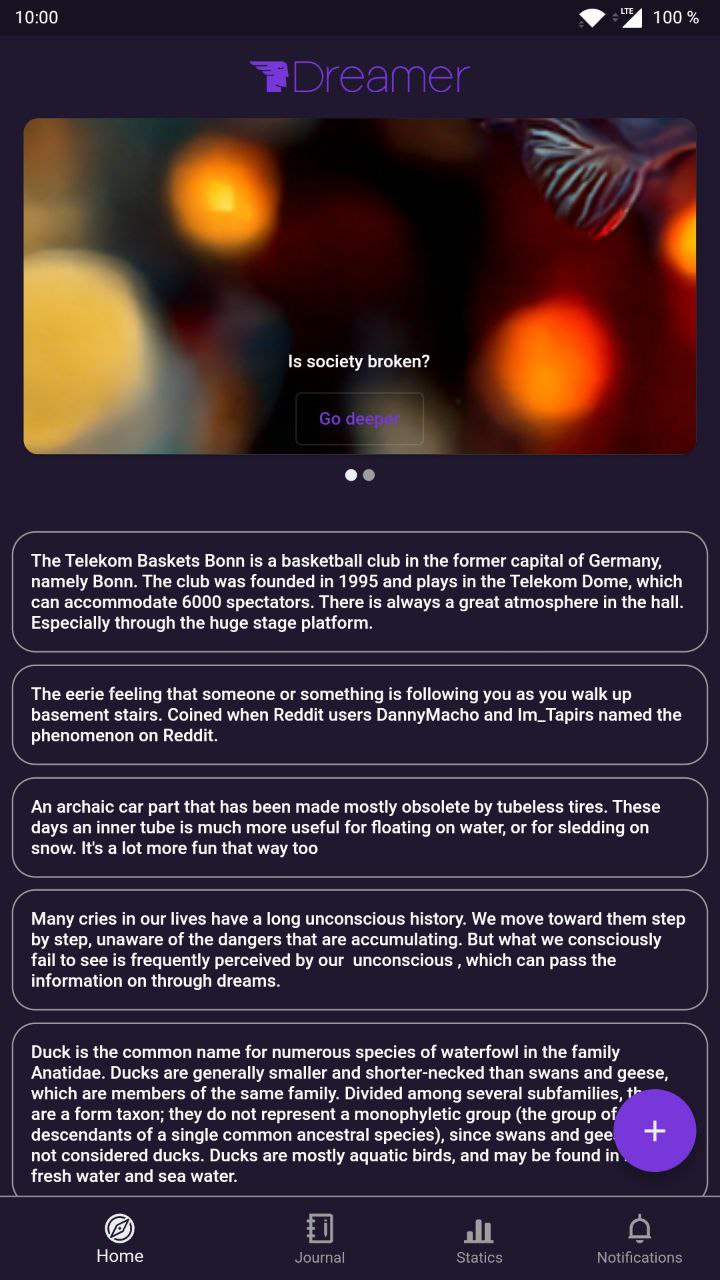 10:00
LTE
100 %
Dreamer
Is society broken?
Go deeper
The Telekom Baskets Bonn is a basketball club in the former capital of Germany,
namely Bonn. The club was founded in 1995 and plays in the Telekom Dome, which
can accommodate 6000 spectators. There is always a great atmosphere in the hall.
Especially through the huge stage platform.
The eerie feeling that someone or something is following you as you walk up
basement stairs. Coined when Reddit users DannyMacho and Im_Tapirs named the
phenomenon on Reddit.
An archaic car part that has been made mostly obsolete by tubeless tires. These
days an inner tube is much more useful for floating on water, or for sledding on
snow. It's a lot more fun that way too
Many cries in our lives have a long unconscious history. We move toward them step
by step, unaware of the dangers that are accumulating. But what we consciously
fail to see is frequently perceived by our  unconscious , which can pass the
information on through dreams.
Duck is the common name for numerous species of waterfowl in the family
Anatidae. Ducks are generally smaller and shorter-necked than swans and geese,
which are members of the same family. Divided among several subfamilies,
are a form taxon; they do not represent a monophyletic group (the group of
descendants of a single common ancestral species), since swans and
not considered ducks. Ducks are mostly aquatic birds, and may be found in
fresh water and sea water.
+
Home
Journal
Statics
Notifications